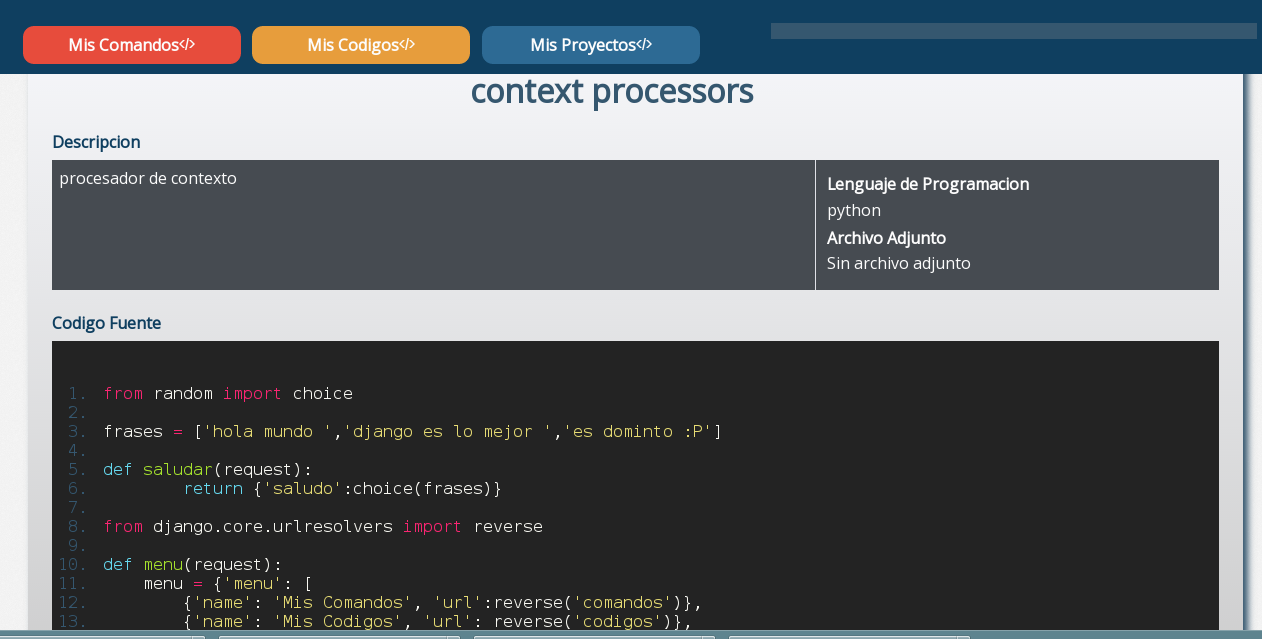 Mis Comandos</> Mis Codigos</> Mis Proyectos</>
context processors
Descripcion
procesador de contexto
Lenguaje de Programacion
python
Archivo Adjunto
Sin archivo adjunto
Codigo Fuente
1. from random import choice
2.
3. frases = ['hola mundo ','django es lo mejor ','es dominto :P']
4.
5. def saludar(request):
6.         return {'saludo':choice(frases)}
7.
8. from django.core.urlresolvers import reverse
9.
10. def menu(request):
11.     menu = {'menu': [
12.         {'name': 'Mis Comandos', 'url':reverse('comandos')},
13.         {'name': 'Mis Codigos', 'url': reverse('codigos')},